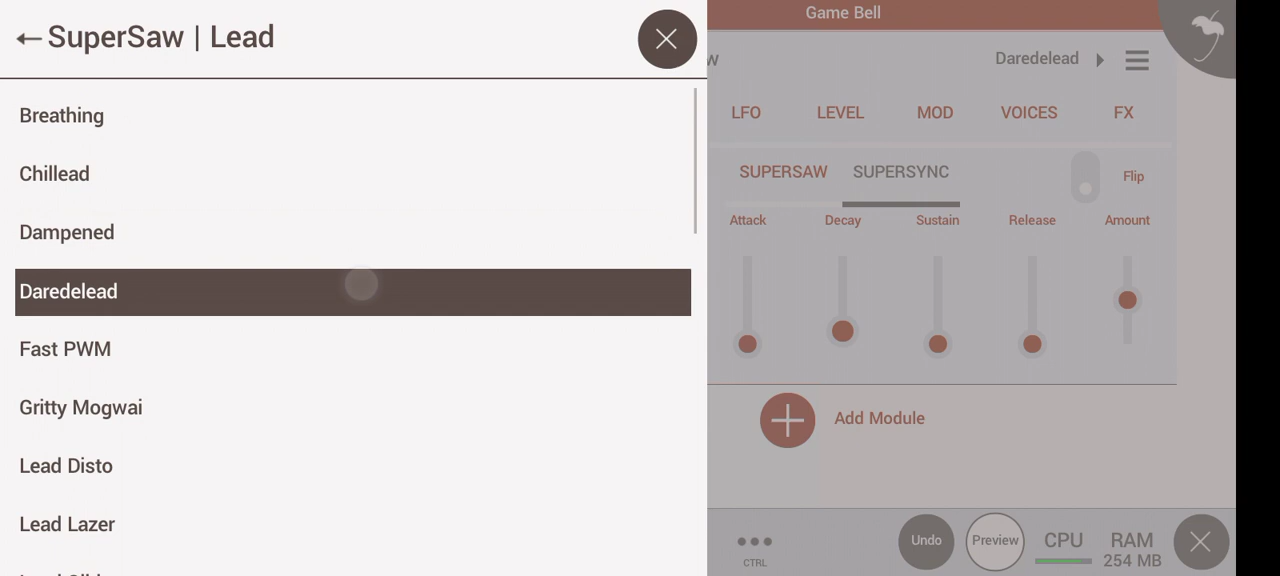 SuperSaw | Lead
Breathing
Chillead
Dampened
Daredelead
Fast PWM
Gritty Mogwai
Lead Disto
Lead Lazer
Game Bell
w
Daredelead
LFO LEVEL MOD VOICES FX
SUPERSAW SUPERSYNC Flip
Attack Decay Sustain Release Amount
Add Module
CTRL
Undo
Preview
CPU
RAM
254 MB